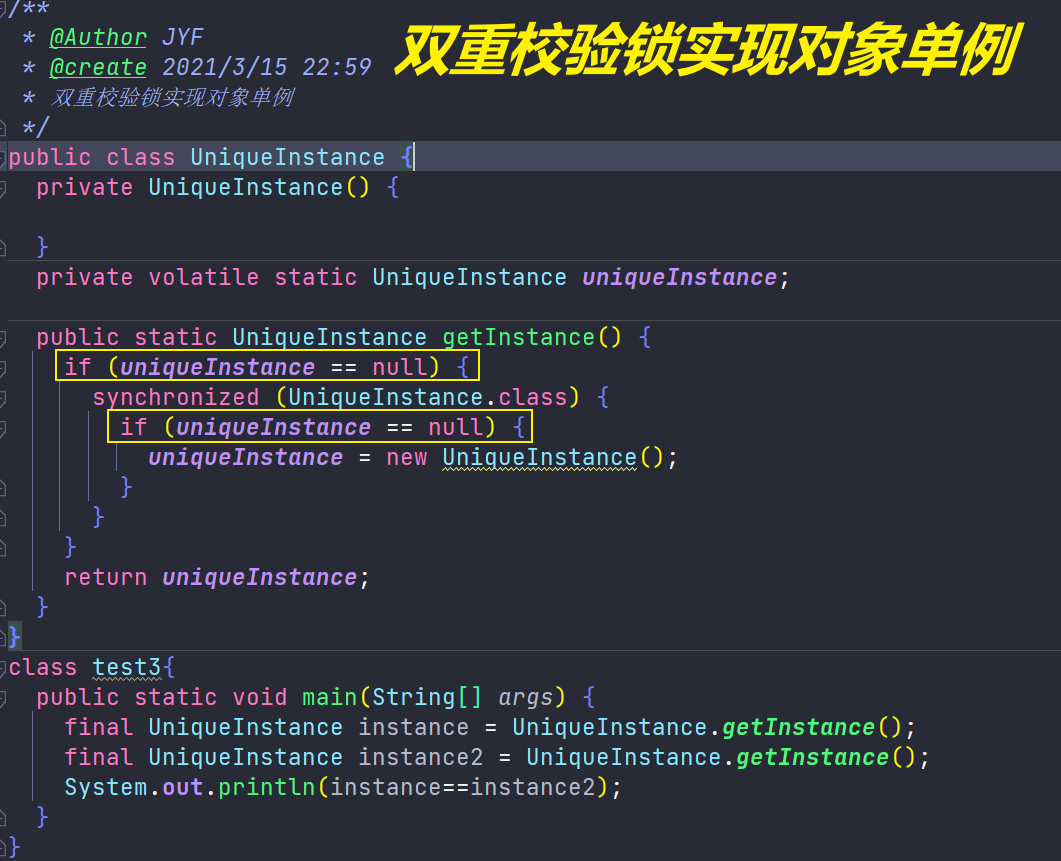 /**
双重校验锁实现对象单例
 * @Author JYF
 * @create 2021/3/15 22:59
 * 双重校验锁实现对象单例
 */
public class UniqueInstance {
  private UniqueInstance() {
  }
  private volatile static UniqueInstance uniqueInstance;
  public static UniqueInstance getInstance() {
    if (uniqueInstance == null) {
      synchronized (UniqueInstance.class) {
        if (uniqueInstance == null) {
          uniqueInstance = new UniqueInstance();
        }
      }
    }
    return uniqueInstance;
  }
}
class test3{
  public static void main(String[] args) {
    final UniqueInstance instance = UniqueInstance.getInstance();
    final UniqueInstance instance2 = UniqueInstance.getInstance();
    System.out.println(instance==instance2);
  }
}